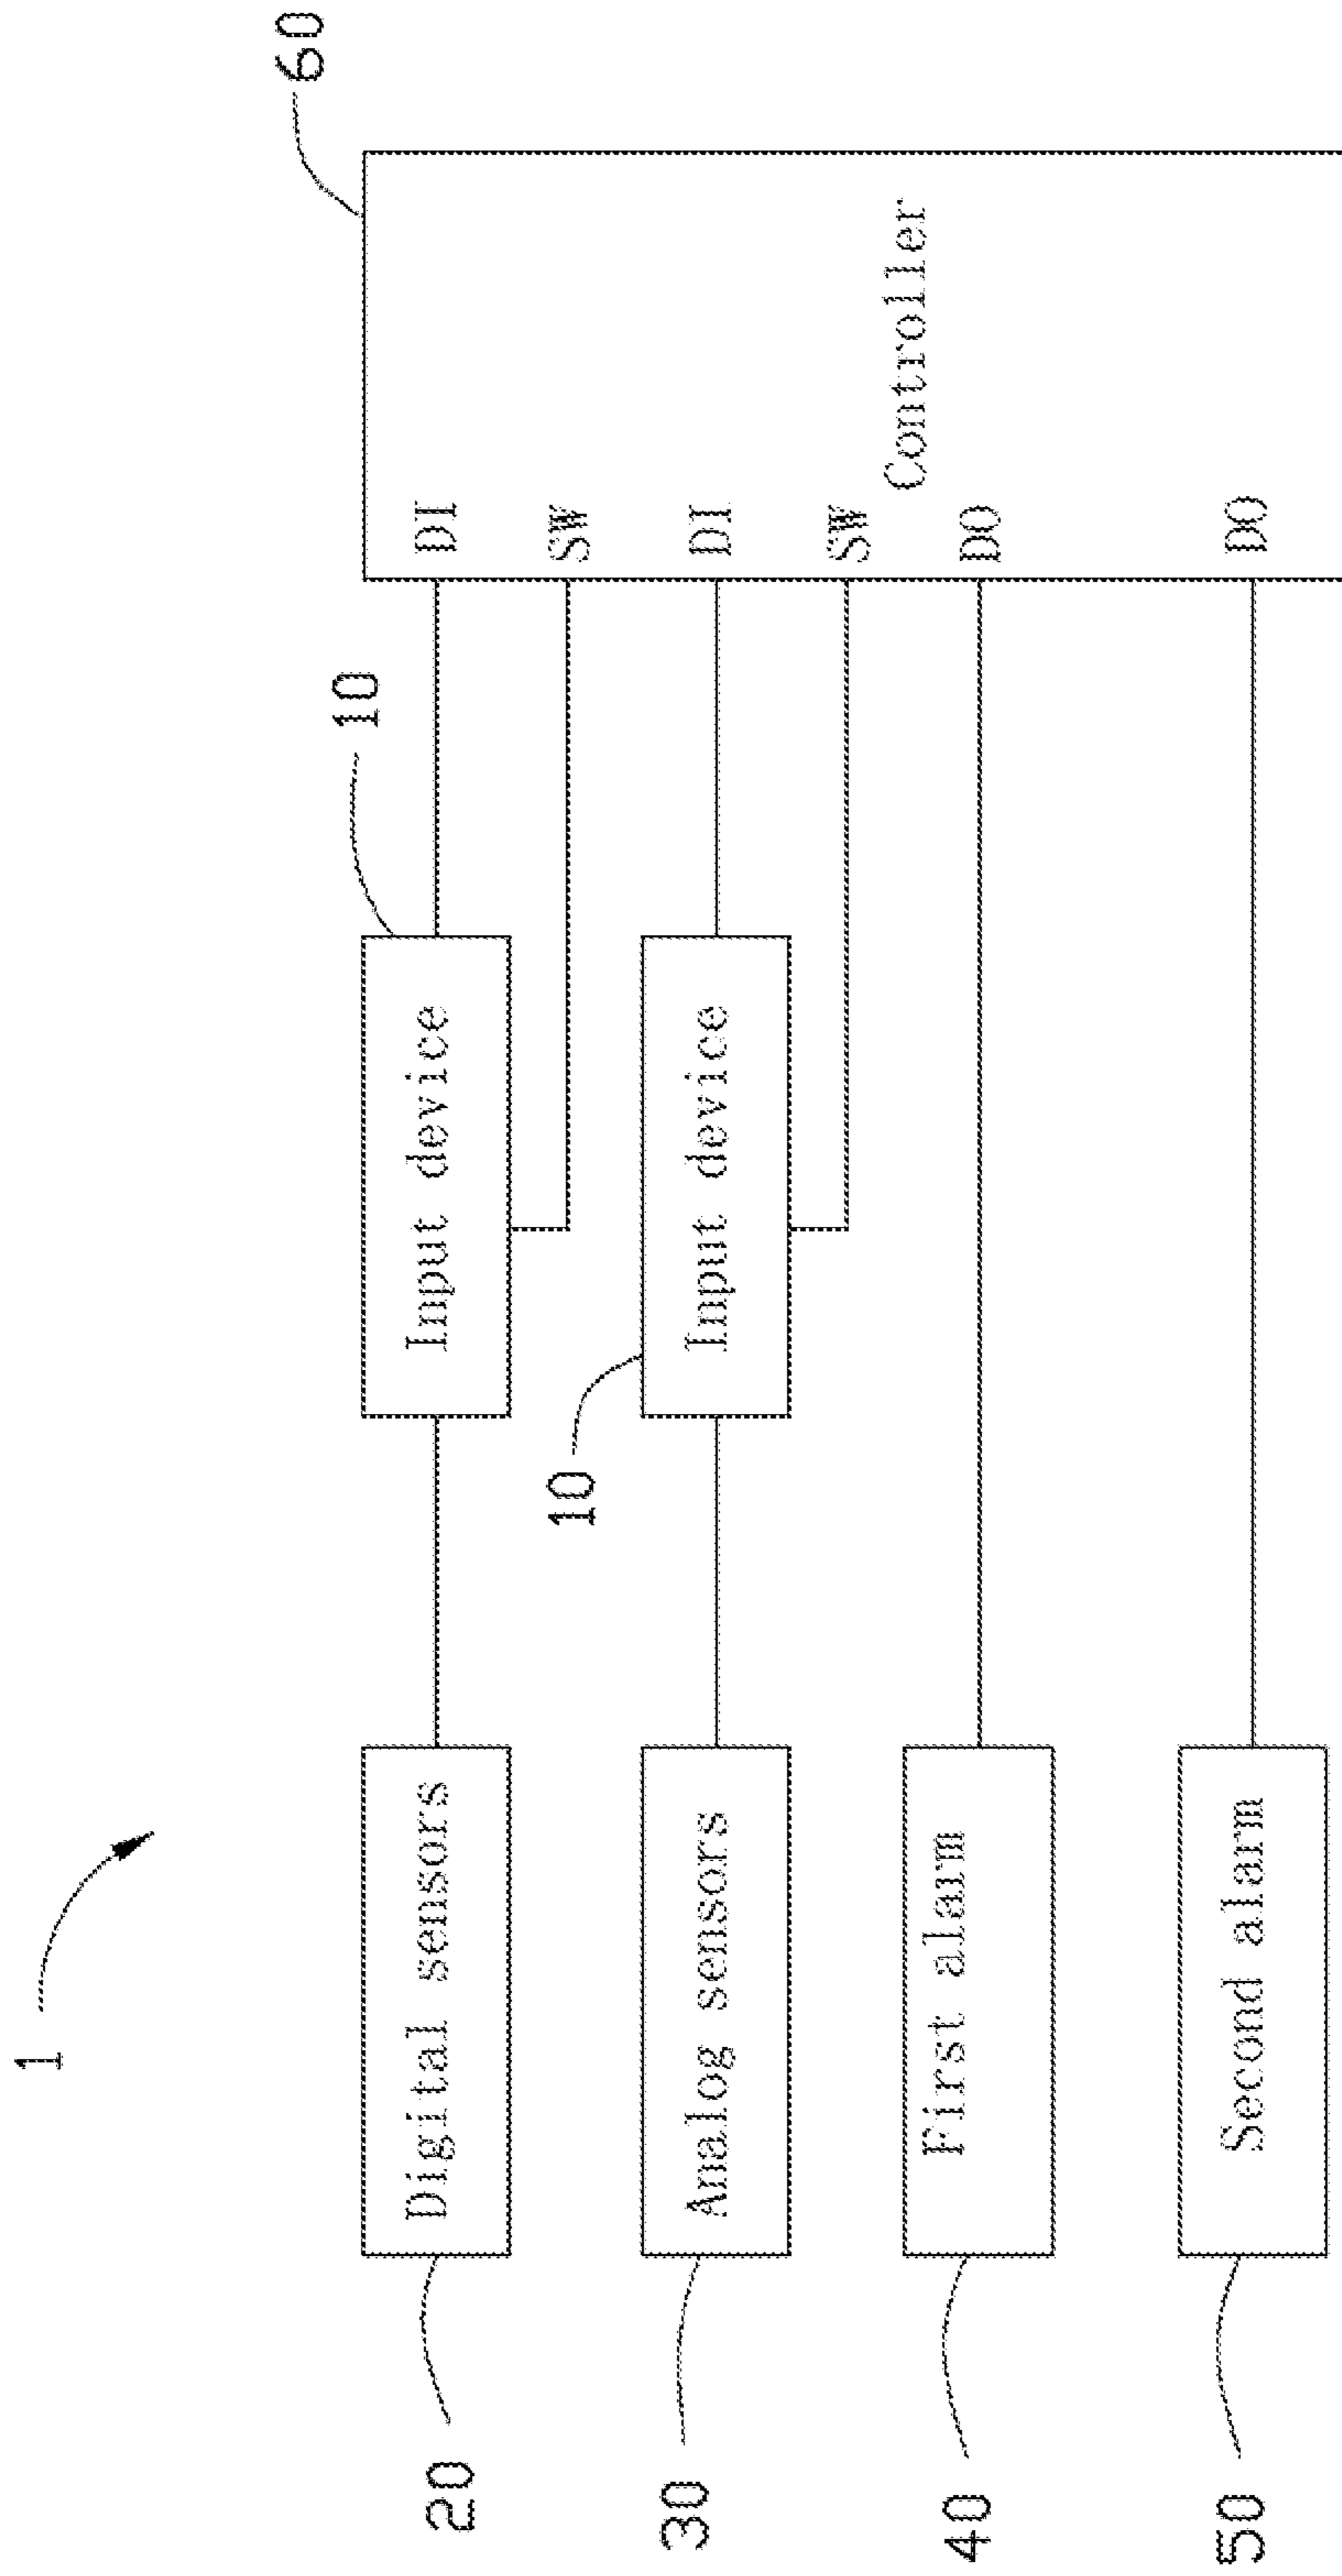 1
60
20
Digital sensors
Input device
10
DI
SW
30
Analog sensors
10
Input device
DI
SW
Controller
40
First alarm
DO
50
Second alarm
DO